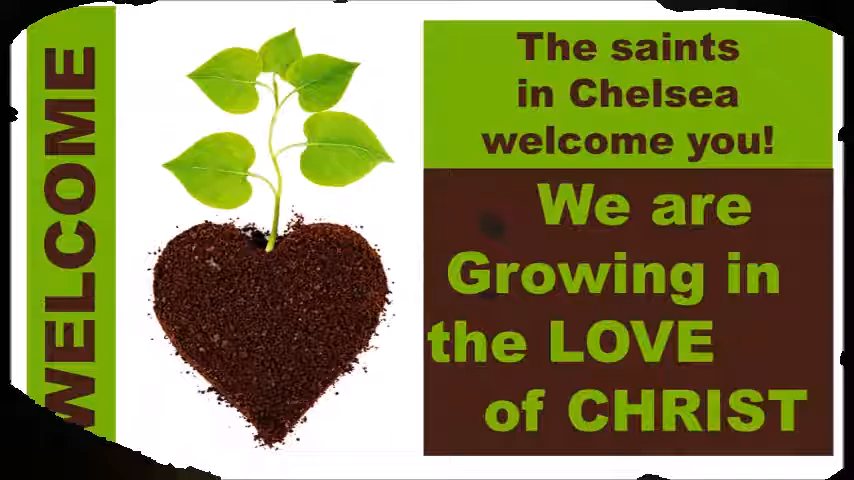 WELCOME
The saints
in Chelsea
welcome you!
We are
Growing in
the LOVE
of CHRIST